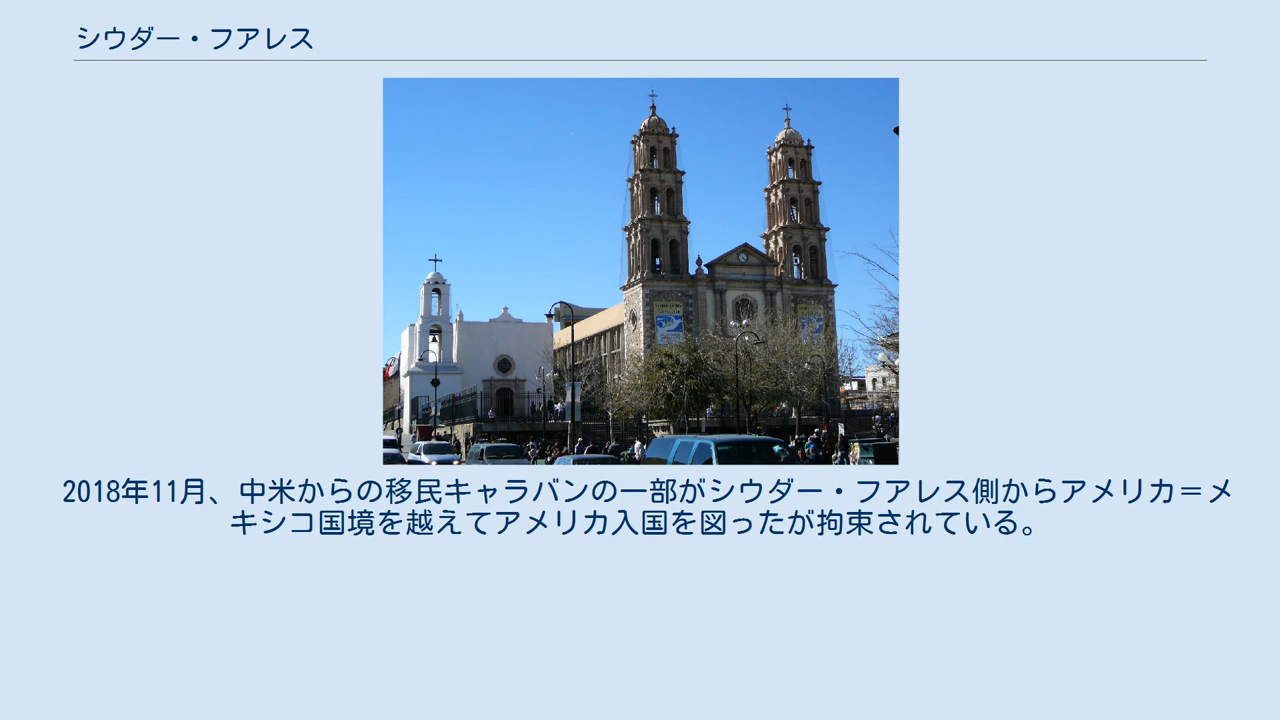 シウダー・フアレス
2018年11月、中米からの移民キャラバンの一部がシウダー・フアレス側からアメリカ＝メ
キシコ国境を越えてアメリカ入国を図ったが拘束されている。